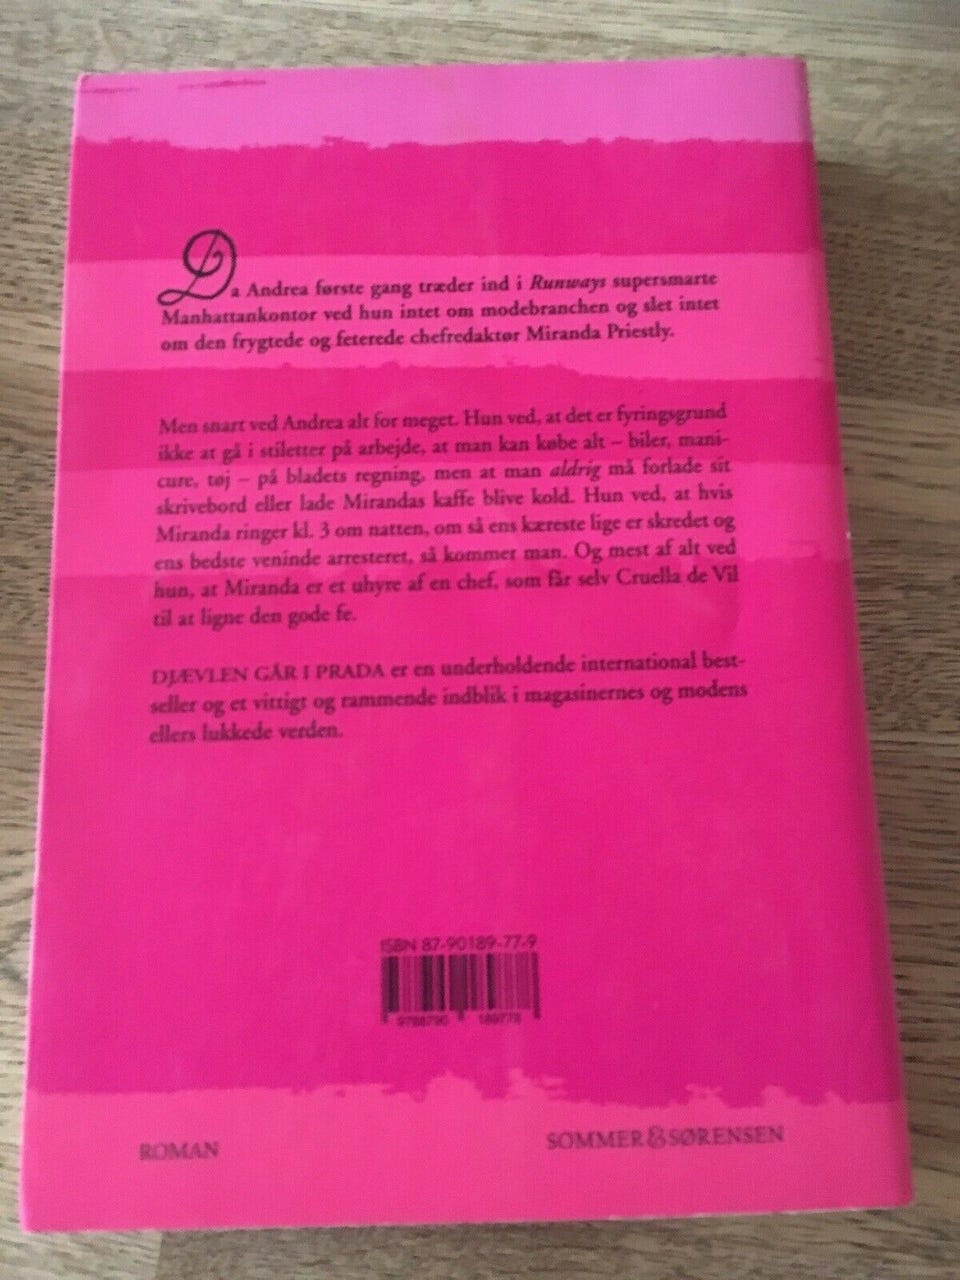 Da Andrea første gang træder ind i Runways supersmarte
Manhattankontor ved hun intet om modebranchen og slet intet
om den frygtede og feterede chefredaktør Miranda Priestly.
Men snart ved Andrea alt for meget. Hun ved, at det er fyringsgrund
ikke at gå i stiletter på arbejde, at man kan købe alt – biler, mani-
cure, tøj – på bladets regning, men at man aldrig må forlade sit
skrivebord eller lade Mirandas kaffe blive kold. Hun ved, at hvis
Miranda ringer kl. 3 om natten, om så ens kæreste lige er skredet og
ens bedste veninde arresteret, så kommer man. Og mest af alt ved
hun, at Miranda er et uhyre af en chef, som får selv Cruella de Vil
til at ligne den gode fe.
DJÆVLEN GÅR I PRADA er en underholdende international best-
seller og et vittigt og rammende indblik i magasinernes og modens
ellers lukkede verden.
ISBN 87-90189-77-9
9788790 189778
ROMAN
SOMMER&SØRENSEN